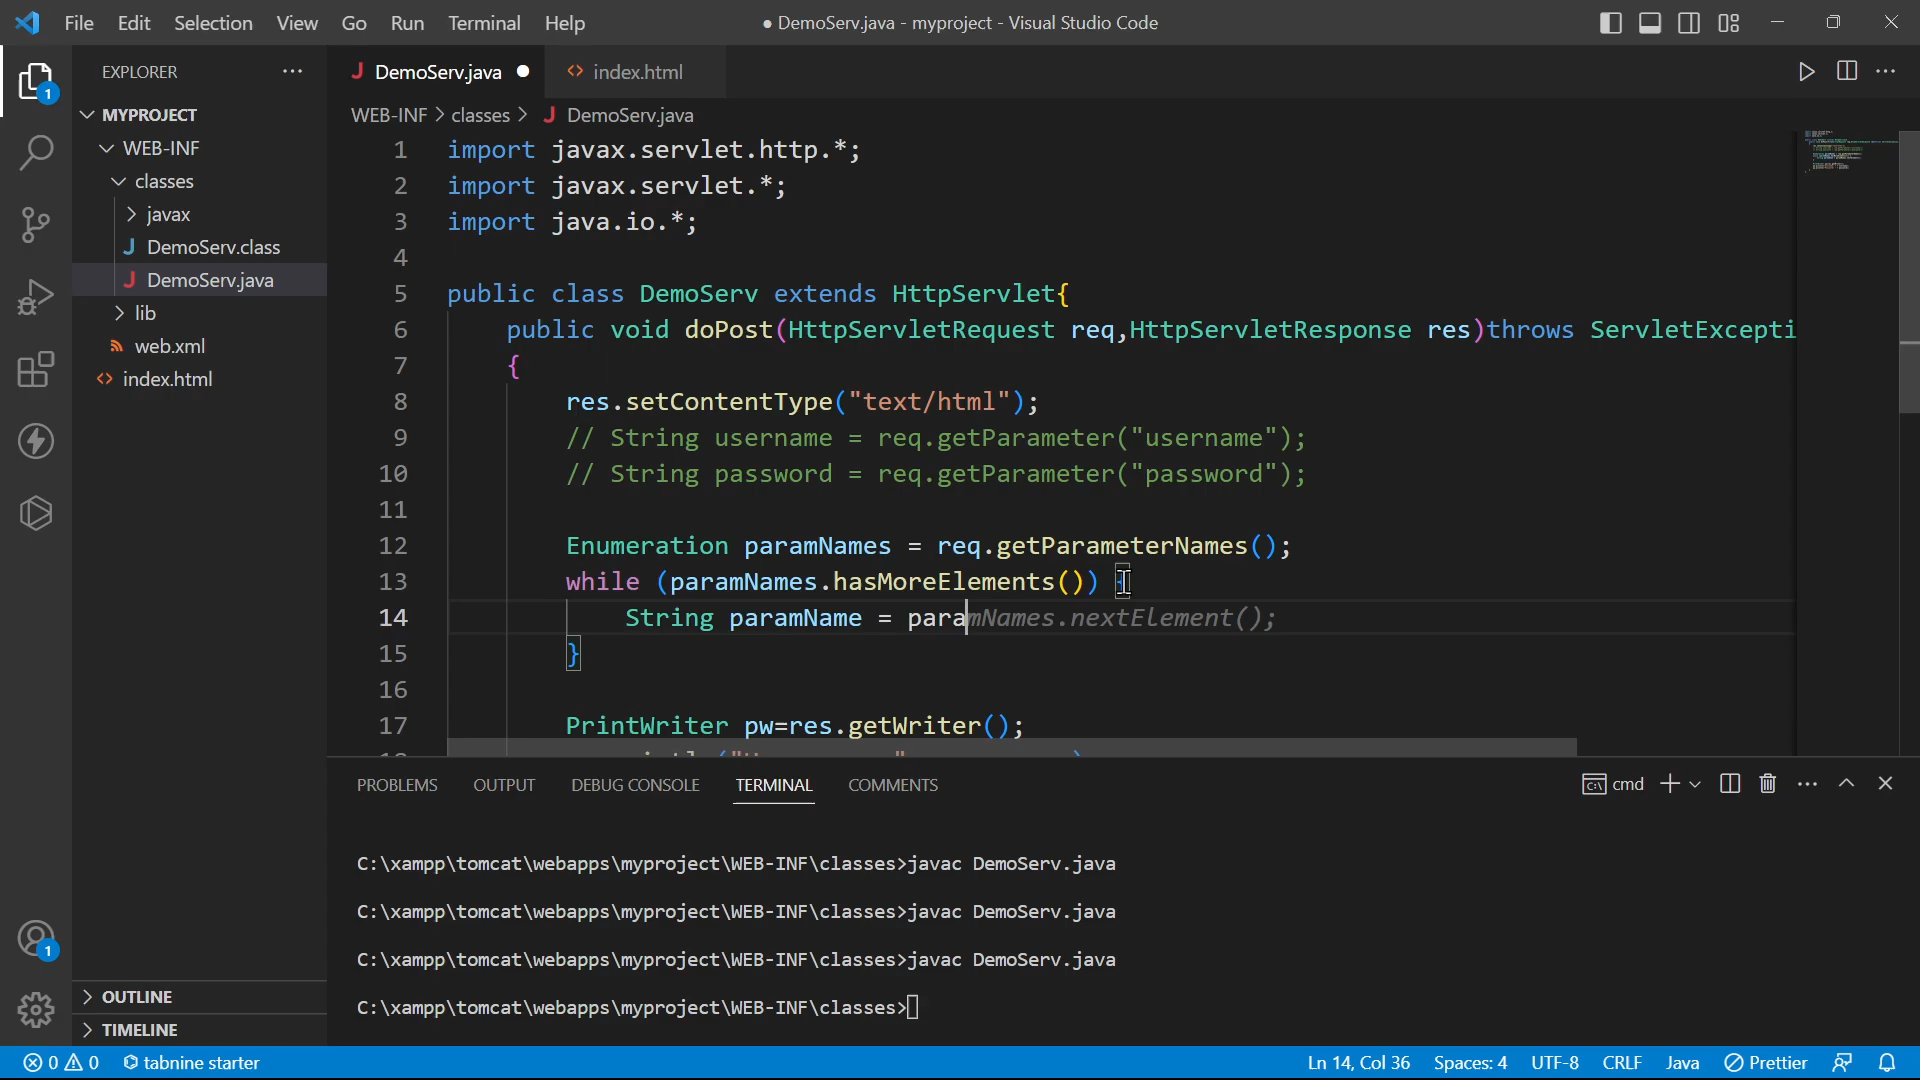 File Edit Selection View Go Run Terminal Help
● DemoServ.java - myproject - Visual Studio Code
EXPLORER
J DemoServ.java ●
<> index.html
1
MYPROJECT
WEB-INF
classes
javax
J DemoServ.class
J DemoServ.java
lib
web.xml
<> index.html
WEB-INF > classes > J DemoServ.java
1 import javax.servlet.http.*;
2 import javax.servlet.*;
3 import java.io.*;
4
5 public class DemoServ extends HttpServlet{
6 public void doPost(HttpServletRequest req,HttpServletResponse res)throws ServletExcepti
7 {
8 res.setContentType("text/html");
9 // String username = req.getParameter("username");
10 // String password = req.getParameter("password");
11
12 Enumeration paramNames = req.getParameterNames();
13 while (paramNames.hasMoreElements()) {
14 String paramName = paramNames.nextElement();
15 }
16
17 PrintWriter pw=res.getWriter();
PROBLEMS OUTPUT DEBUG CONSOLE TERMINAL COMMENTS
cmd
C:\xampp\tomcat\webapps\myproject\WEB-INF\classes>javac DemoServ.java
C:\xampp\tomcat\webapps\myproject\WEB-INF\classes>javac DemoServ.java
C:\xampp\tomcat\webapps\myproject\WEB-INF\classes>javac DemoServ.java
C:\xampp\tomcat\webapps\myproject\WEB-INF\classes>
1
OUTLINE
TIMELINE
0 0 tabnine starter
Ln 14, Col 36 Spaces: 4 UTF-8 CRLF Java Prettier